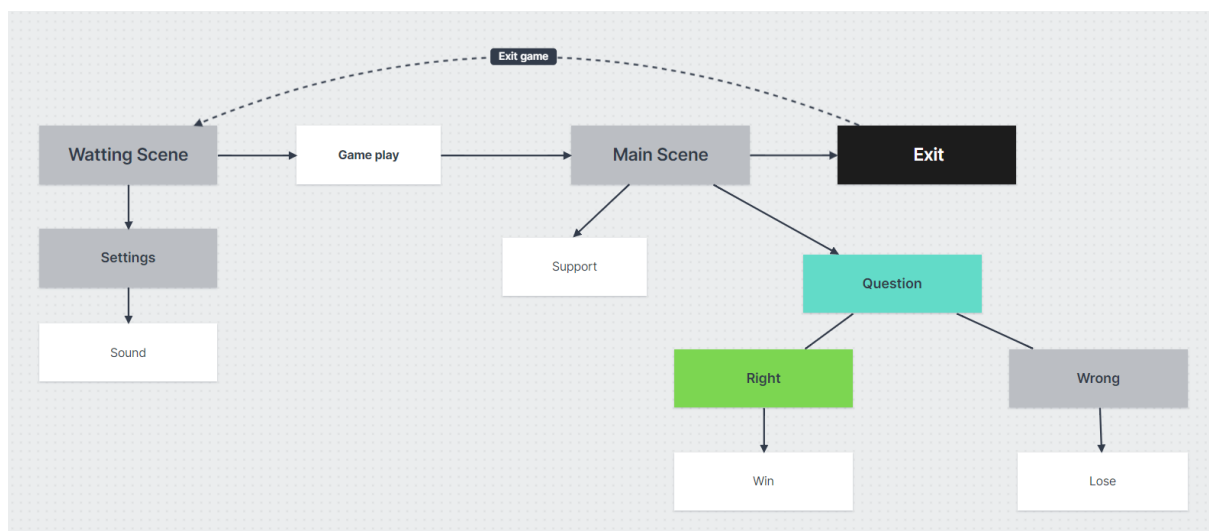 Exit game
Watting Scene
Game play
Main Scene
Exit
Settings
Support
Question
Sound
Right
Wrong
Win
Lose